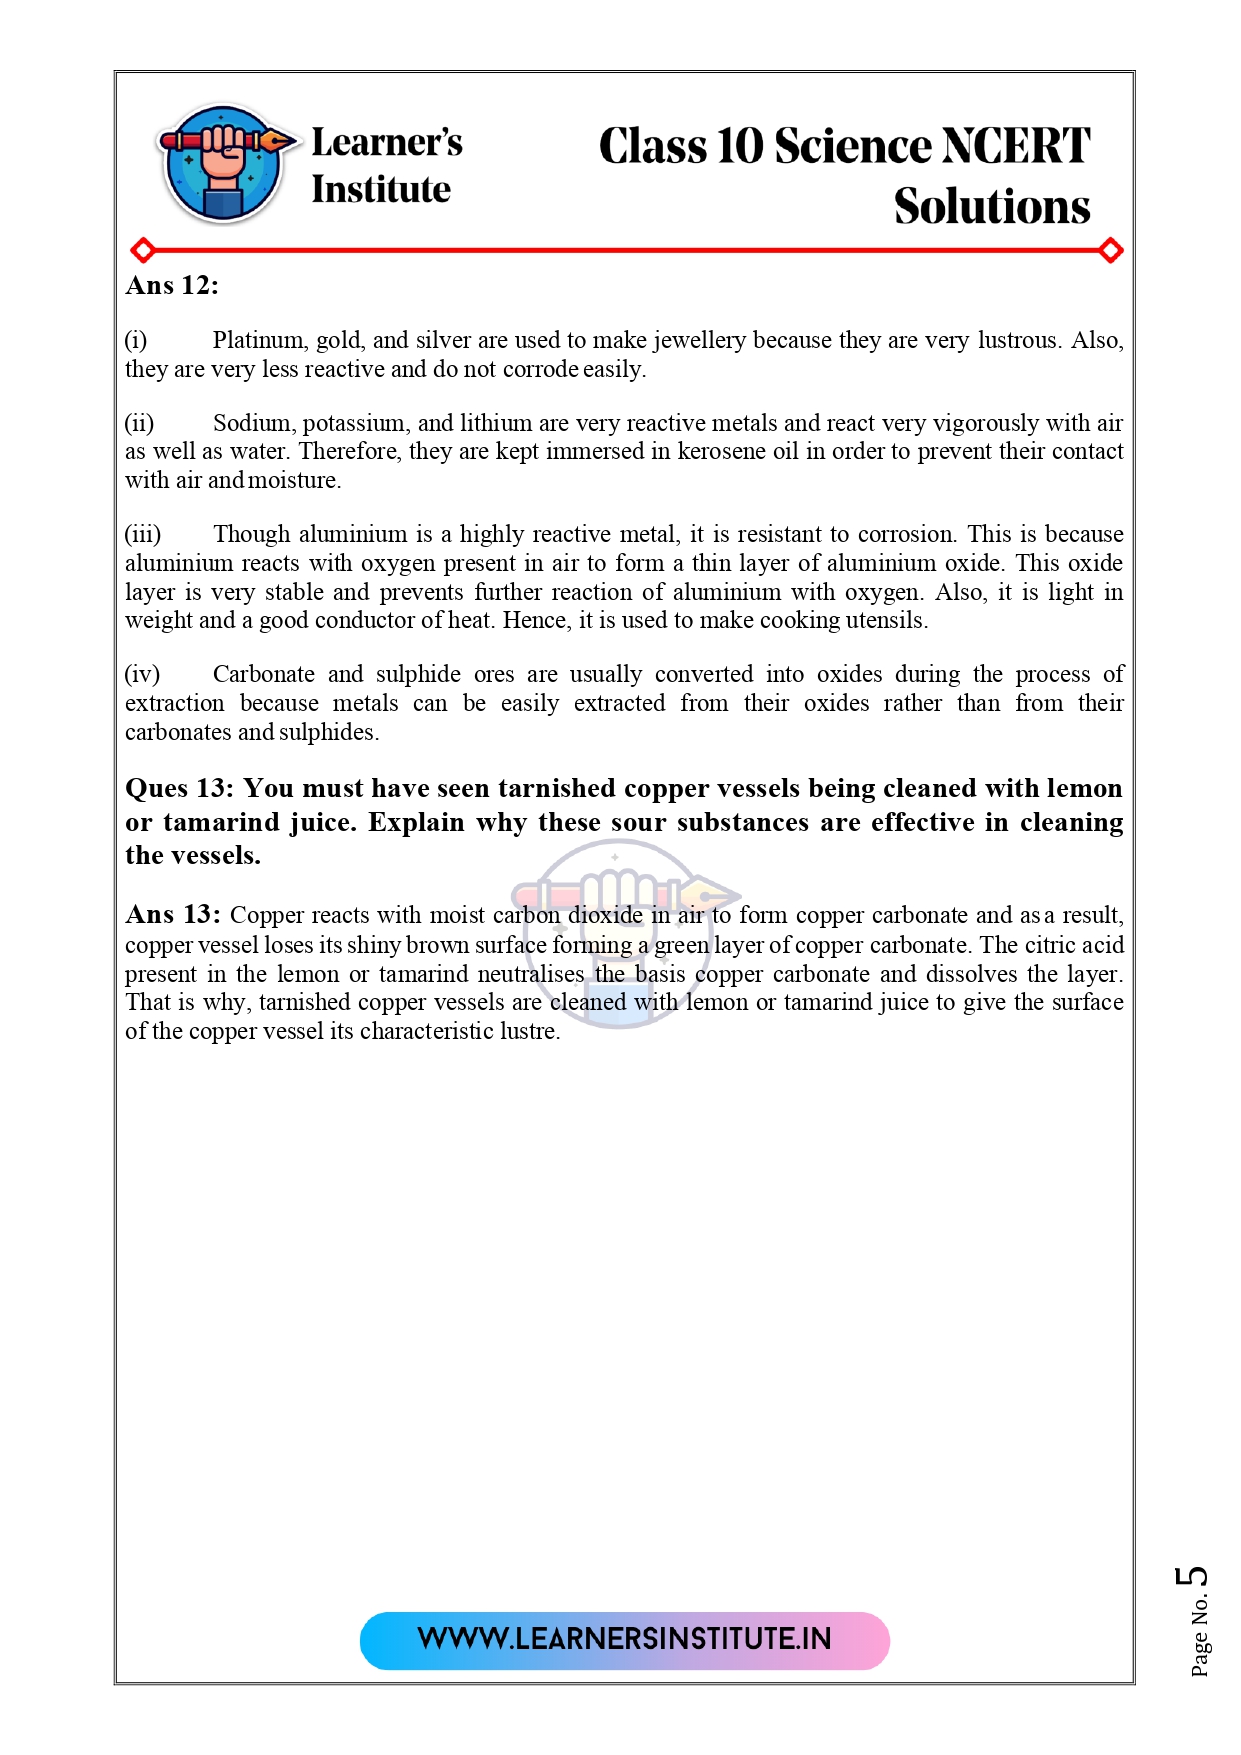 Learner's
Institute
Class 10 Science NCERT
Solutions
Ans 12:
(i) Platinum, gold, and silver are used to make jewellery because they are very lustrous. Also,
they are very less reactive and do not corrode easily.
(ii) Sodium, potassium, and lithium are very reactive metals and react very vigorously with air
as well as water. Therefore, they are kept immersed in kerosene oil in order to prevent their contact
with air and moisture.
(iii) Though aluminium is a highly reactive metal, it is resistant to corrosion. This is because
aluminium reacts with oxygen present in air to form a thin layer of aluminium oxide. This oxide
layer is very stable and prevents further reaction of aluminium with oxygen. Also, it is light in
weight and a good conductor of heat. Hence, it is used to make cooking utensils.
(iv) Carbonate and sulphide ores are usually converted into oxides during the process of
extraction because metals can be easily extracted from their oxides rather than from their
carbonates and sulphides.
Ques 13: You must have seen tarnished copper vessels being cleaned with lemon
or tamarind juice. Explain why these sour substances are effective in cleaning
the vessels.
Ans 13: Copper reacts with moist carbon dioxide in air to form copper carbonate and as a result,
copper vessel loses its shiny brown surface forming a green layer of copper carbonate. The citric acid
present in the lemon or tamarind neutralises the basis copper carbonate and dissolves the layer.
That is why, tarnished copper vessels are cleaned with lemon or tamarind juice to give the surface
of the copper vessel its characteristic lustre.
WWW.LEARNERSINSTITUTE.IN
Page No. 5